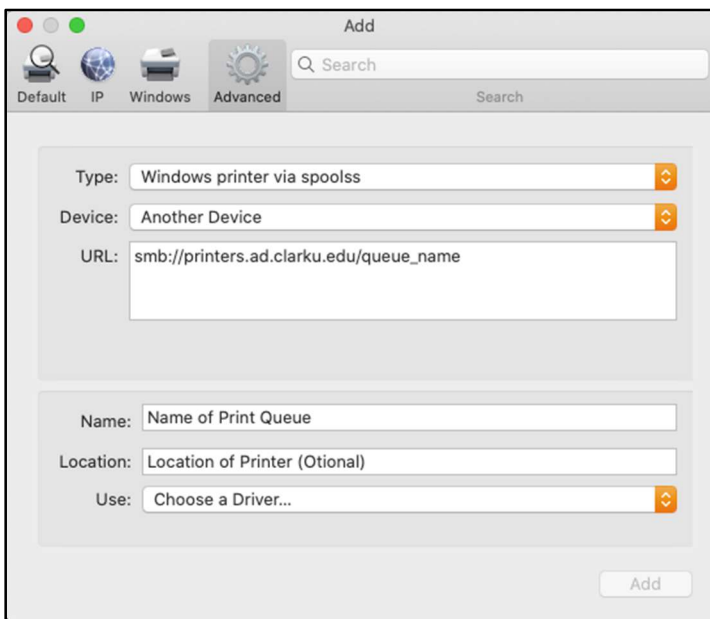 Add
Search
Default IP Windows Advanced Search
Type: Windows printer via spoolss
Device: Another Device
URL: smb://printers.ad.clarku.edu/queue_name
Name: Name of Print Queue
Location: Location of Printer (Otional)
Use: Choose a Driver...
Add